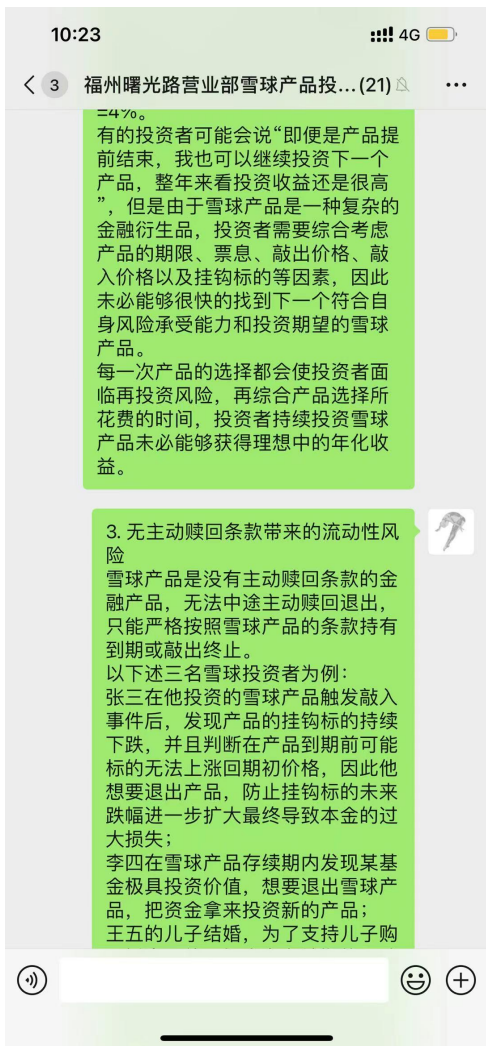 10:23
4G
3
福州曙光路营业部雪球产品投...(21)
=4%。
有的投资者可能会说“即便是产品提
前结束，我也可以继续投资下一个
产品，整年来看投资收益还是很高
”，但是由于雪球产品是一种复杂的
金融衍生品，投资者需要综合考虑
产品的期限、票息、敲出价格、敲
入价格以及挂钩标的等因素，因此
未必能够很快的找到下一个符合自
身风险承受能力和投资期望的雪球
产品。
每一次产品的选择都会使投资者面
临再投资风险，再综合产品选择所
花费的时间，投资者持续投资雪球
产品未必能够获得理想中的年化收
益。
3. 无主动赎回条款带来的流动性风
险
雪球产品是没有主动赎回条款的金
融产品，无法中途主动赎回退出，
只能严格按照雪球产品的条款持有
到期或敲出终止。
以下述三名雪球投资者为例：
张三在他投资的雪球产品触发敲入
事件后，发现产品的挂钩标的持续
下跌，并且判断在产品到期前可能
标的无法上涨回期初价格，因此他
想要退出产品，防止挂钩标的未来
跌幅进一步扩大最终导致本金的过
大损失；
李四在雪球产品存续期内发现某基
金极具投资价值，想要退出雪球产
品，把资金拿来投资新的产品；
王五的儿子结婚，为了支持儿子购